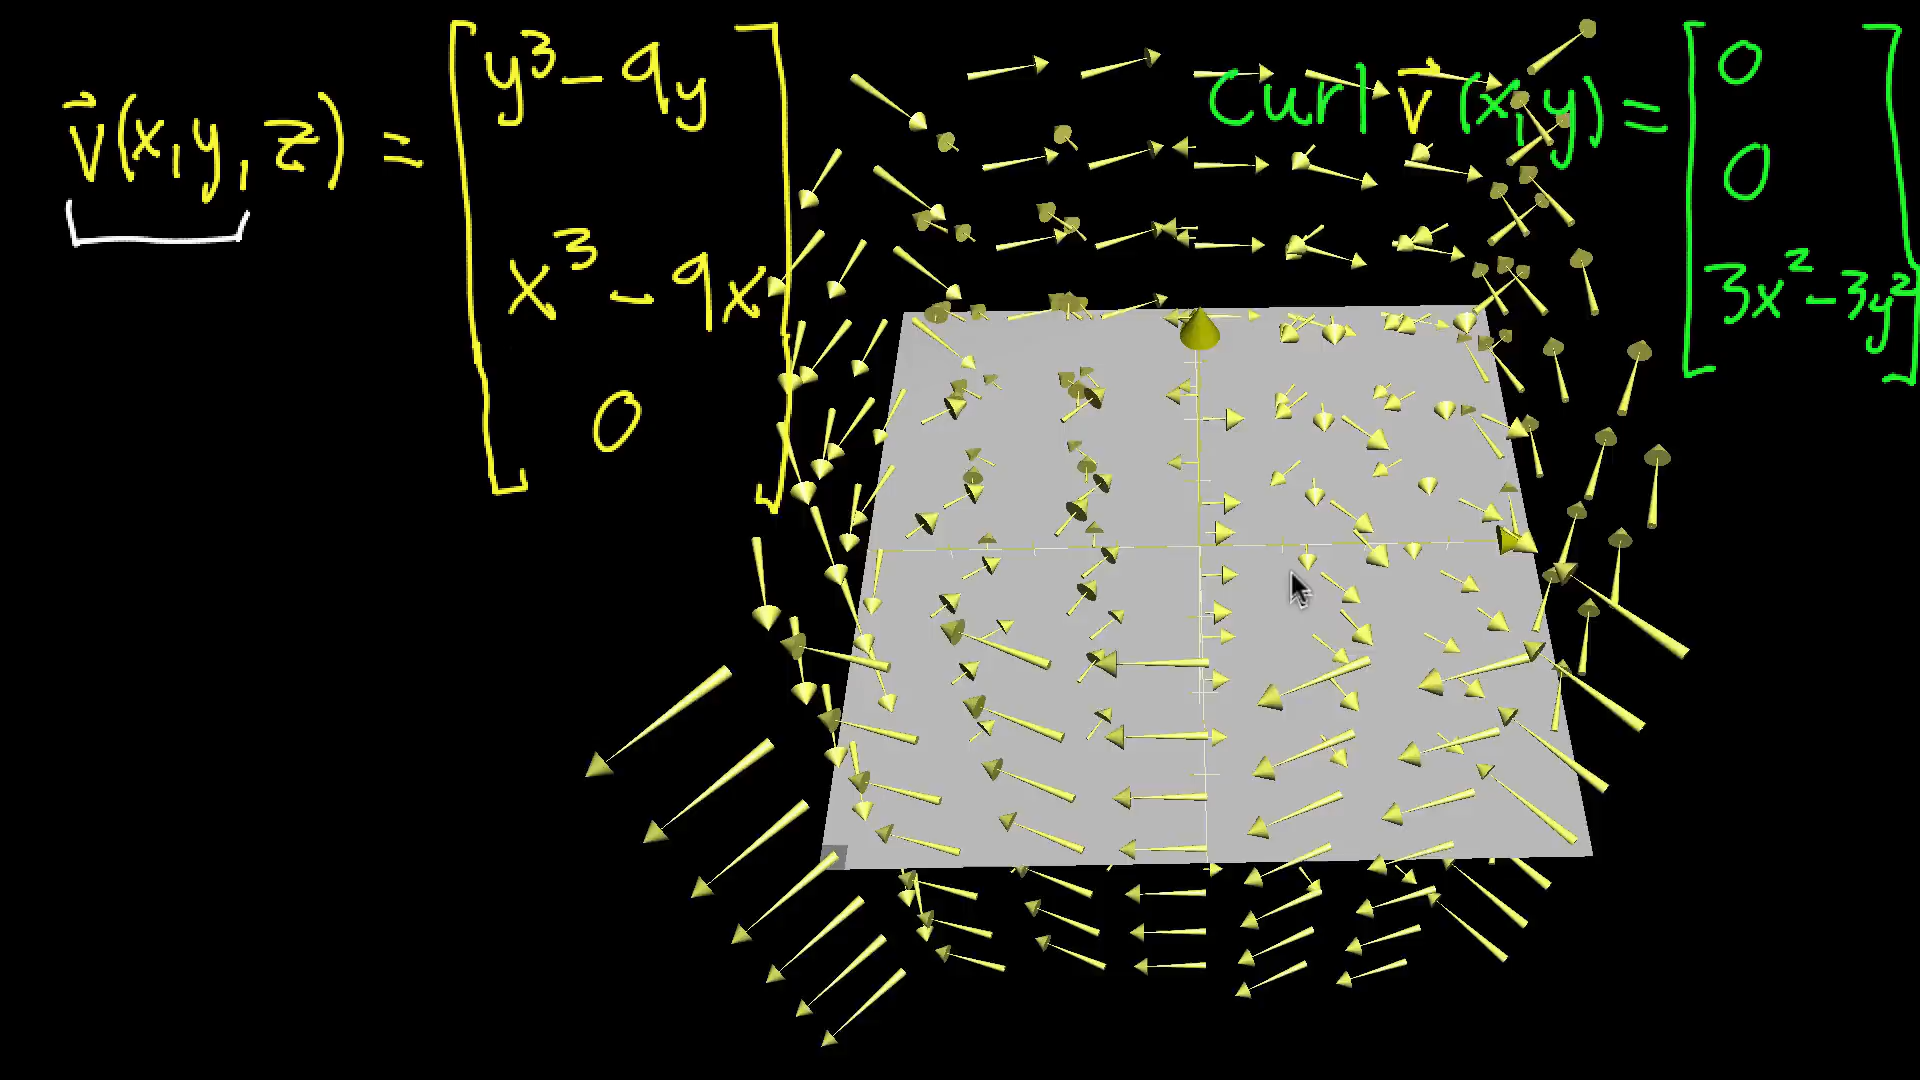 v⃗(x,y,z) = [y³ - 9y
x³ - 9x
0]
Curl v⃗(x,y) = [0
0
3x² - 3y²]